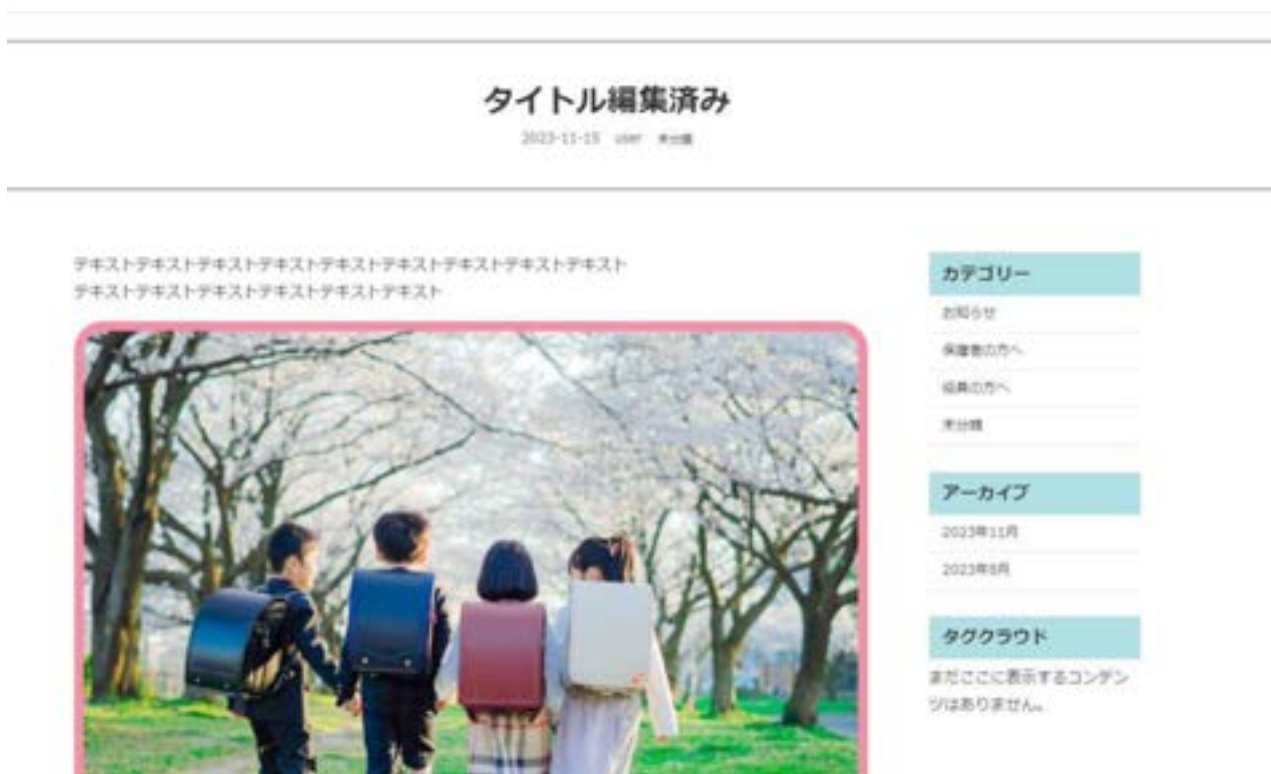 タイトル編集済み
2023-11-15 user 未分類
テキストテキストテキストテキストテキストテキストテキストテキストテキスト
テキストテキストテキストテキストテキストテキスト
カテゴリー
お知らせ
保護者の方へ
役員の方へ
未分類
アーカイブ
2023年11月
2023年8月
タグクラウド
まだここに表示するコンテン
ツはありません。